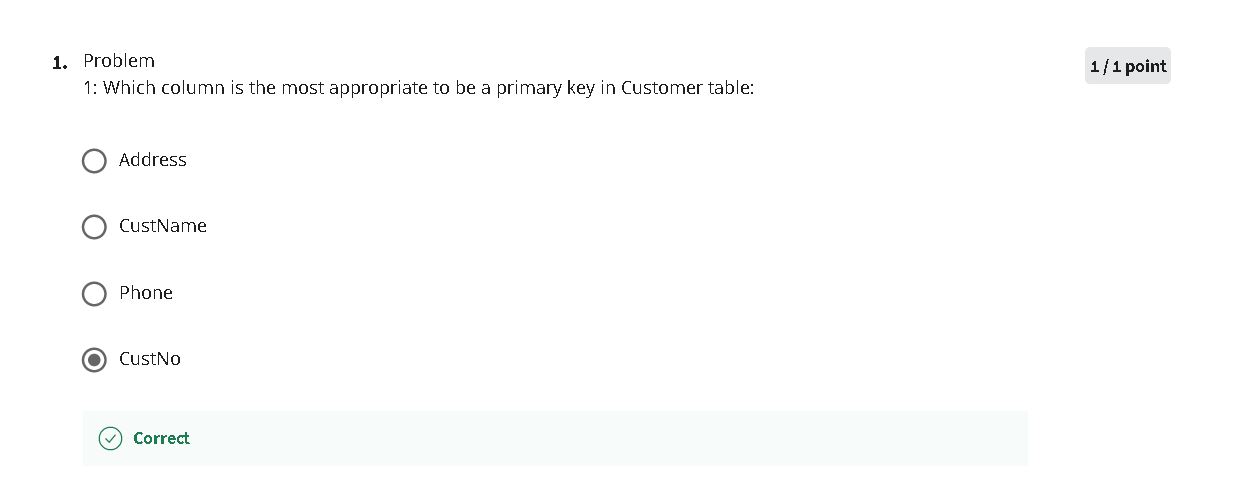 1. Problem
1 / 1 point
1: Which column is the most appropriate to be a primary key in Customer table:
Address
CustName
Phone
CustNo
Correct